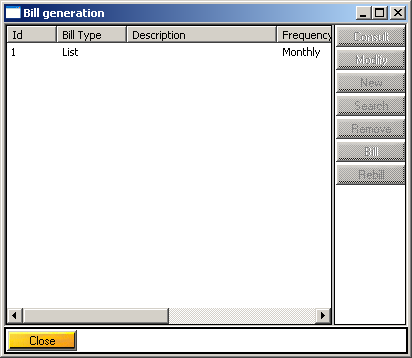 Bill generation
Id Bill Type Description Frequency
1 List Monthly
Consult
Modify
New
Search
Remove
Bill
Rebill
Close